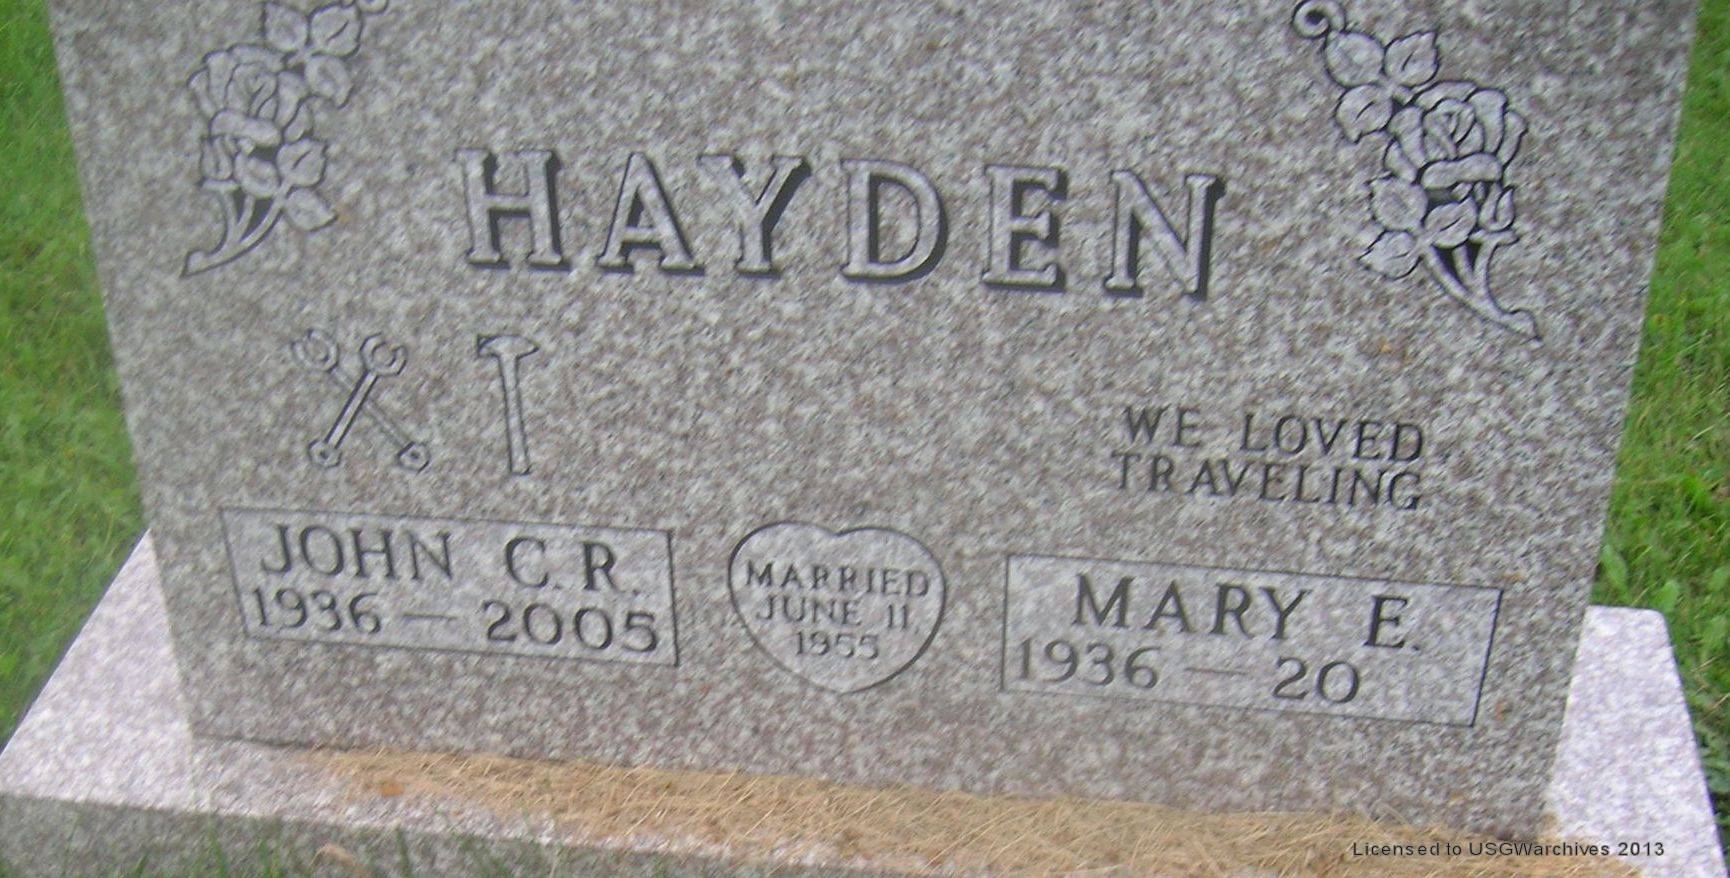 HAYDEN
WE LOVED
TRAVELING
JOHN C.R.
1936 — 2005
MARRIED
JUNE 11,
1955
MARY E.
1936 — 20
Licensed to USGWarchives 2013